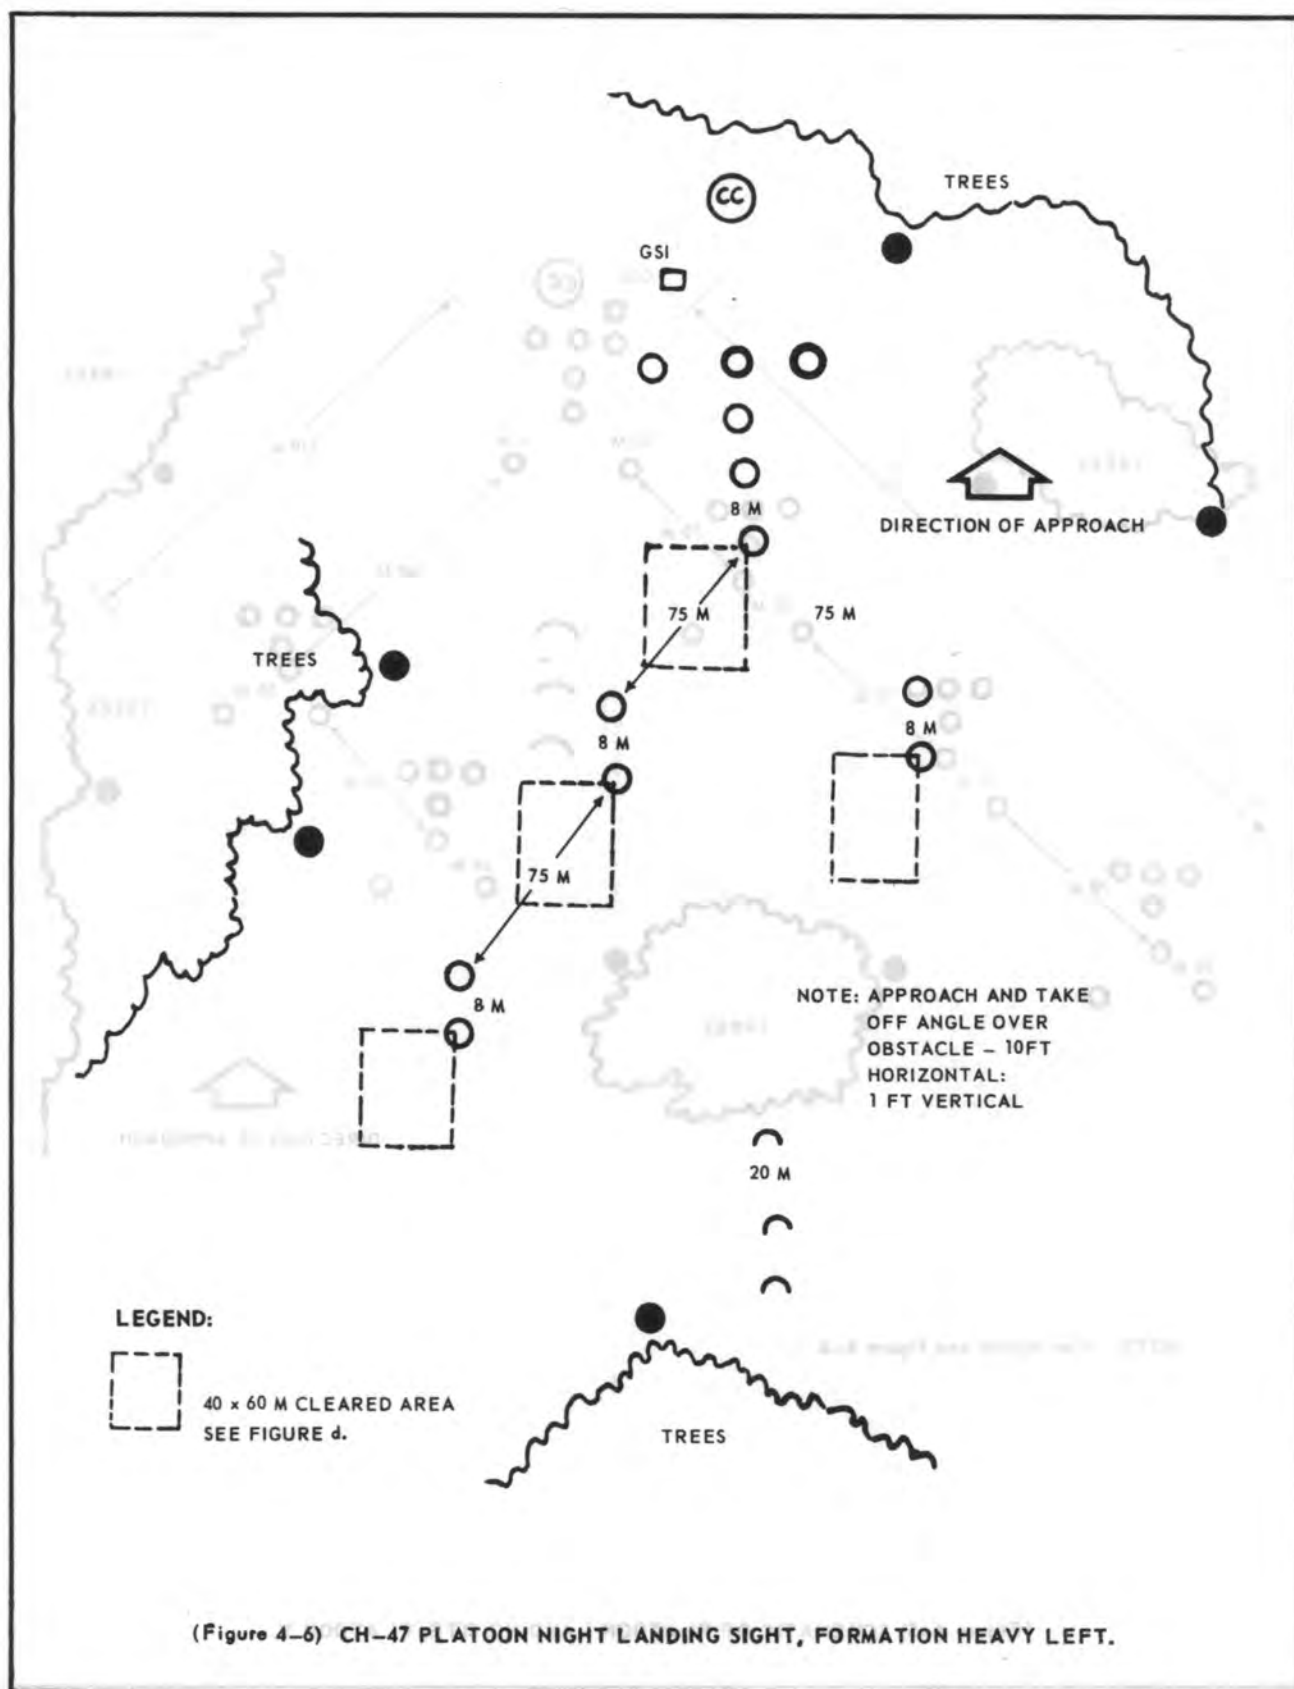 TREES
CC
GSI
8 M
DIRECTION OF APPROACH
75 M
75 M
TREES
8 M
8 M
75 M
8 M
NOTE: APPROACH AND TAKE
OFF ANGLE OVER
OBSTACLE – 10FT
HORIZONTAL:
1 FT VERTICAL
20 M
LEGEND:
40 x 60 M CLEARED AREA
SEE FIGURE d.
TREES
(Figure 4–6) CH–47 PLATOON NIGHT LANDING SIGHT, FORMATION HEAVY LEFT.